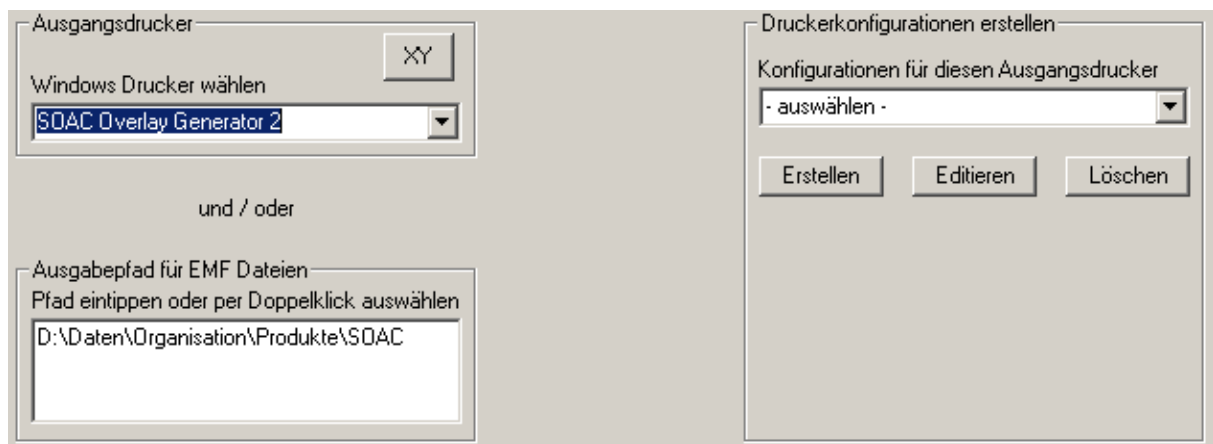 Ausgangsdrucker
XY
Windows Drucker wählen
SOAC Overlay Generator 2
und / oder
Ausgabepfad für EMF Dateien
Pfad eintippen oder per Doppelklick auswählen
D:\Daten\Organisation\Produkte\SOAC
Druckerkonfigurationen erstellen
Konfigurationen für diesen Ausgangsdrucker
- auswählen -
Erstellen Editieren Löschen